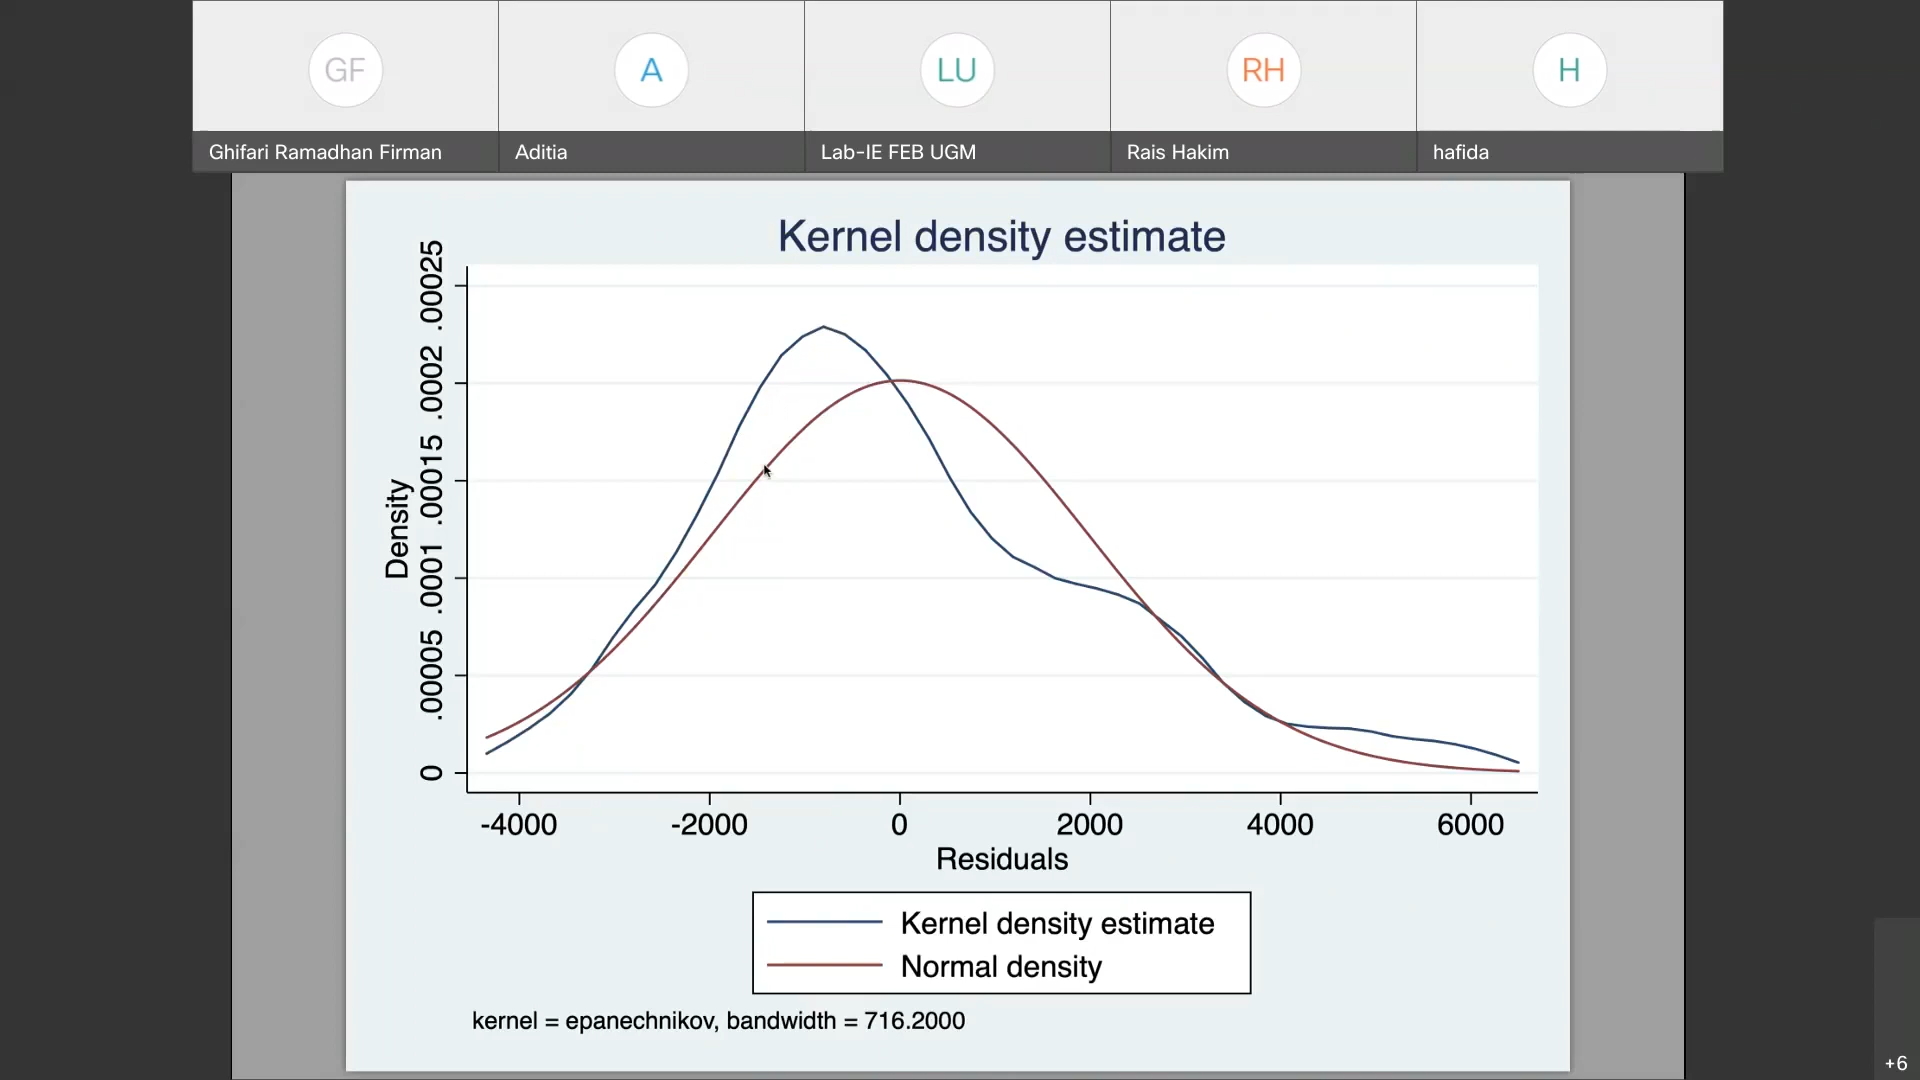 GF
A
LU
RH
H
Ghifari Ramadhan Firman
Aditia
Lab-IE FEB UGM
Rais Hakim
hafida
Kernel density estimate
Density
.00025
.0002
.00015
.0001
.00005
0
-4000
-2000
0
2000
4000
6000
Residuals
Kernel density estimate
Normal density
kernel = epanechnikov, bandwidth = 716.2000
+6